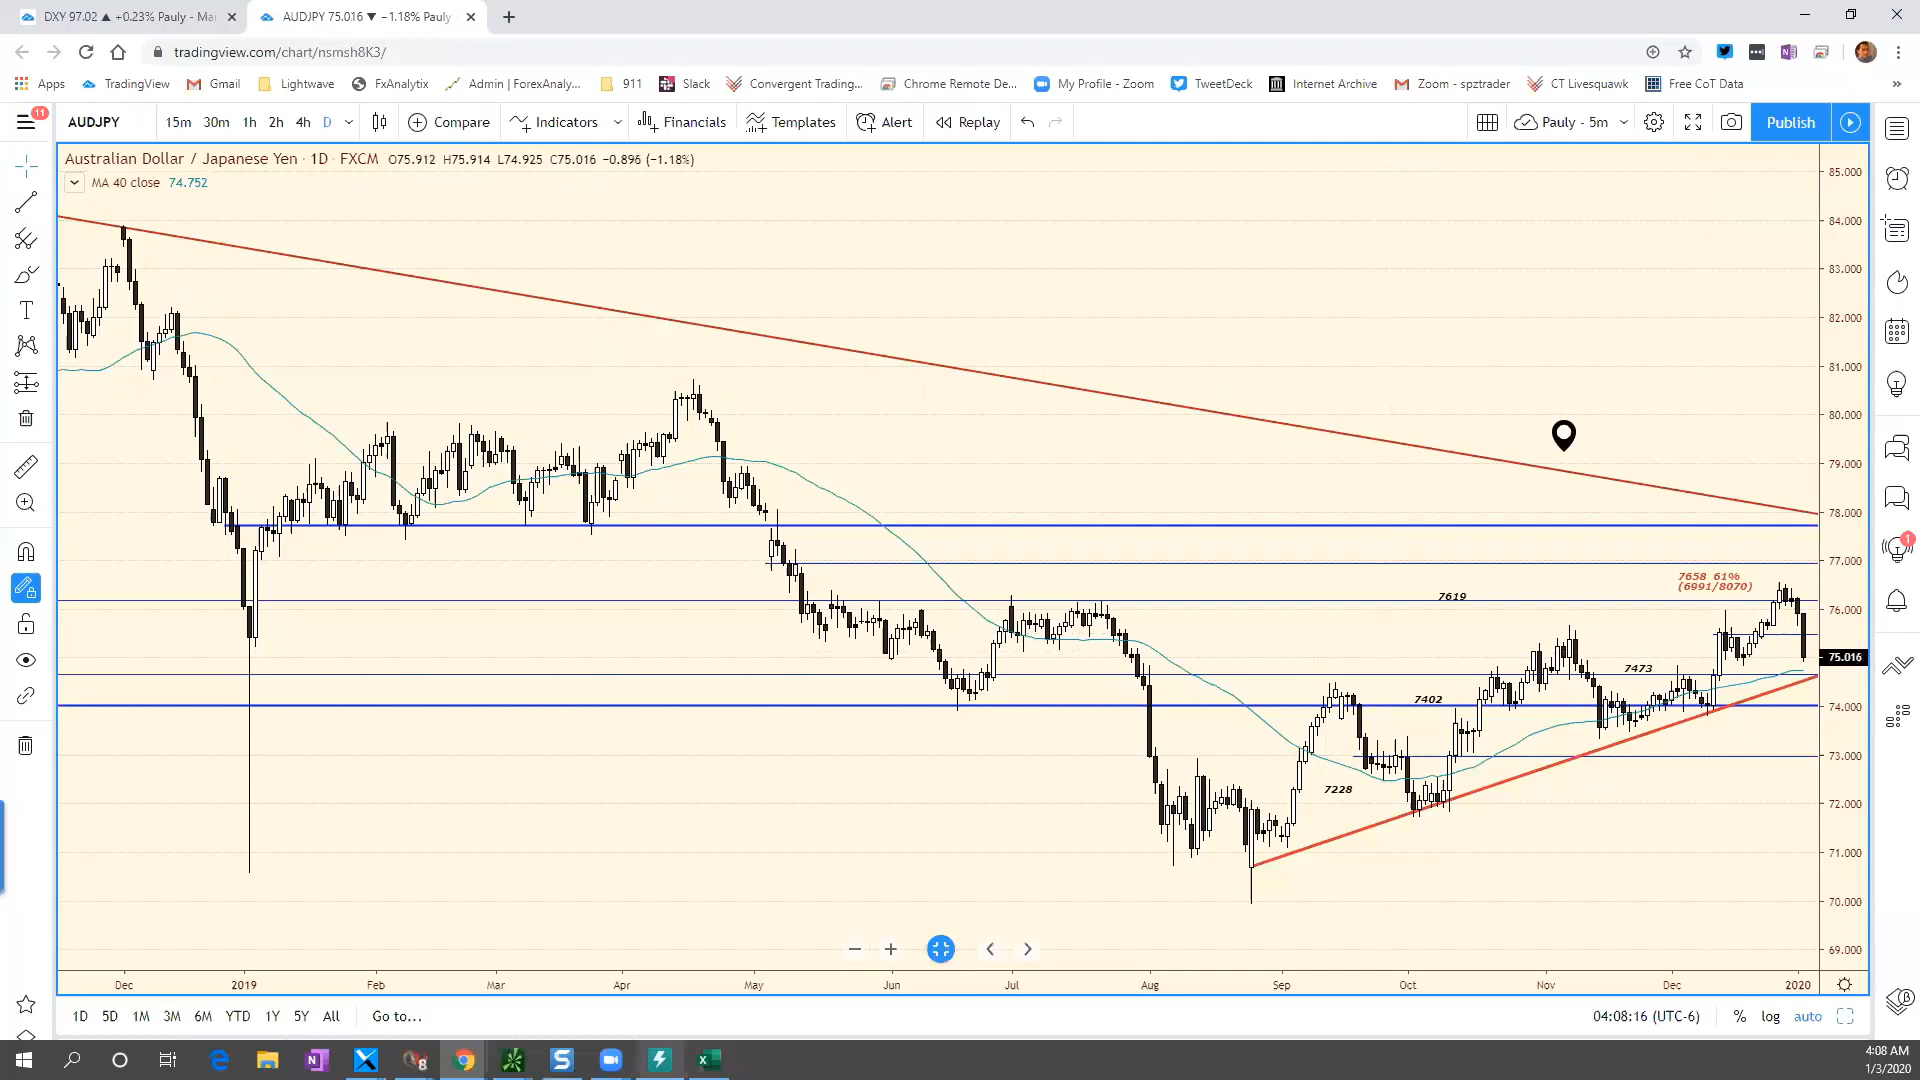 DXY 97.02 ▲ +0.23% Pauly - Mai
AUDJPY 75.016 ▼ −1.18% Pauly
tradingview.com/chart/nsmsh8K3/
Apps TradingView Gmail Lightwave FxAnalytix Admin | ForexAnaly... 911 Slack Convergent Trading... Chrome Remote De... My Profile - Zoom TweetDeck Internet Archive Zoom - spztrader CT Livesquawk Free CoT Data »
11
AUDJPY 15m 30m 1h 2h 4h D Compare Indicators Financials Templates Alert Replay Pauly - 5m Publish
Australian Dollar / Japanese Yen · 1D · FXCM O75.912 H75.914 L74.925 C75.016 −0.896 (−1.18%)
MA 40 close 74.752
85.000
84.000
83.000
82.000
81.000
80.000
79.000
78.000
77.000
7658 61%
(6991/8070)
7619
76.000
75.016
7473
7402
74.000
73.000
7228
72.000
71.000
70.000
69.000
1
Dec 2019 Feb Mar Apr May Jun Jul Aug Sep Oct Nov Dec 2020
1D 5D 1M 3M 6M YTD 1Y 5Y All Go to... 04:08:16 (UTC-6) % log auto
4:08 AM
1/3/2020